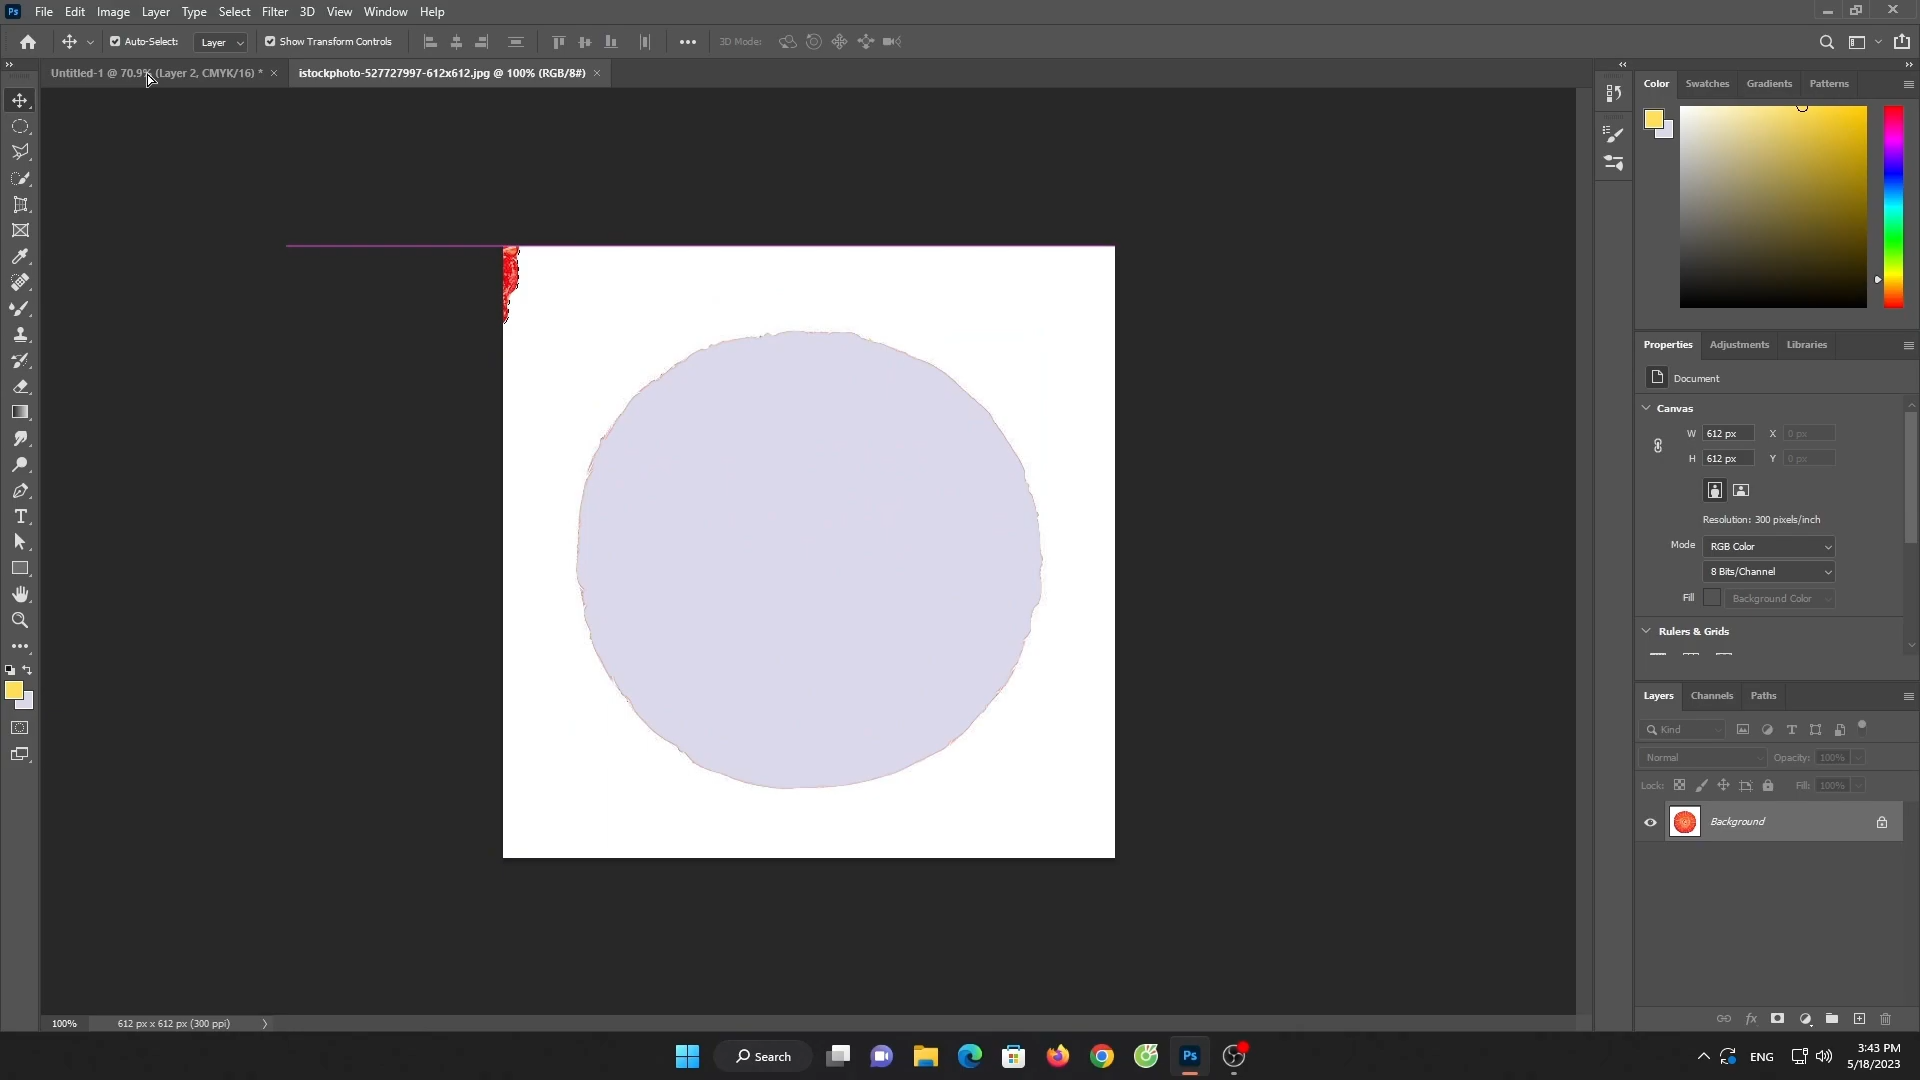 Ps File Edit Image Layer Type Select Filter 3D View Window Help
Auto-Select: Layer Show Transform Controls 3D Mode:
Untitled-1 @ 70.9% (Layer 2, CMYK/16) * istockphoto-527727997-612x612.jpg @ 100% (RGB/8#)
Color Swatches Gradients Patterns
Properties Adjustments Libraries
Document
Canvas
W 612 px X 0 px
H 612 px Y 0 px
Resolution: 300 pixels/inch
Mode RGB Color
8 Bits/Channel
Fill Background Color
Rulers & Grids
Layers Channels Paths
Kind
Normal Opacity: 100%
Lock: Fill: 100%
Background
fx
100% 612 px x 612 px (300 ppi)
Search Ps ENG 3:43 PM
5/18/2023